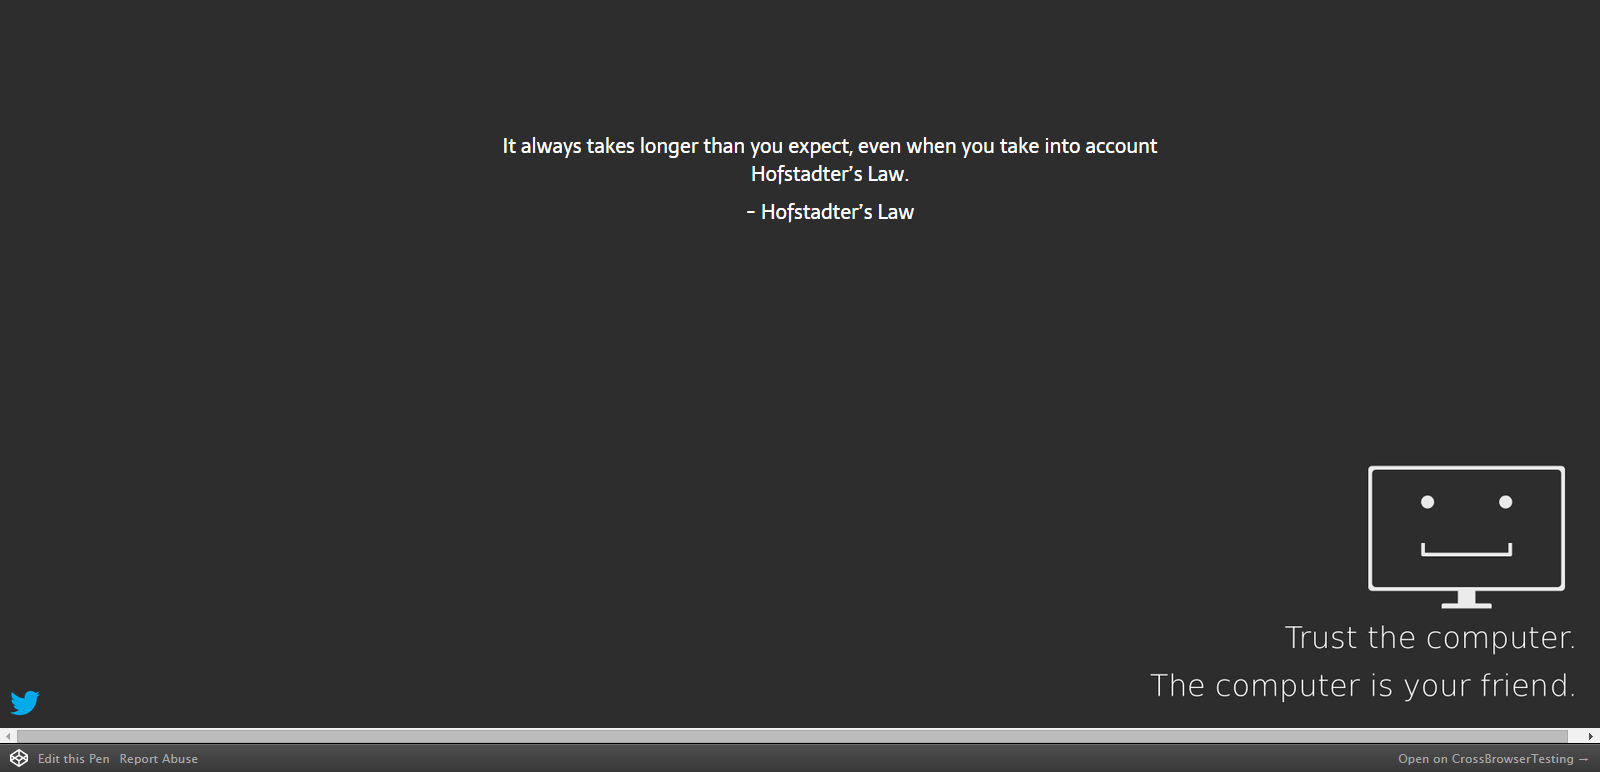 It always takes longer than you expect, even when you take into account
Hofstadter’s Law.
- Hofstadter’s Law
Trust the computer.
The computer is your friend.
Edit this Pen Report Abuse
Open on CrossBrowserTesting →